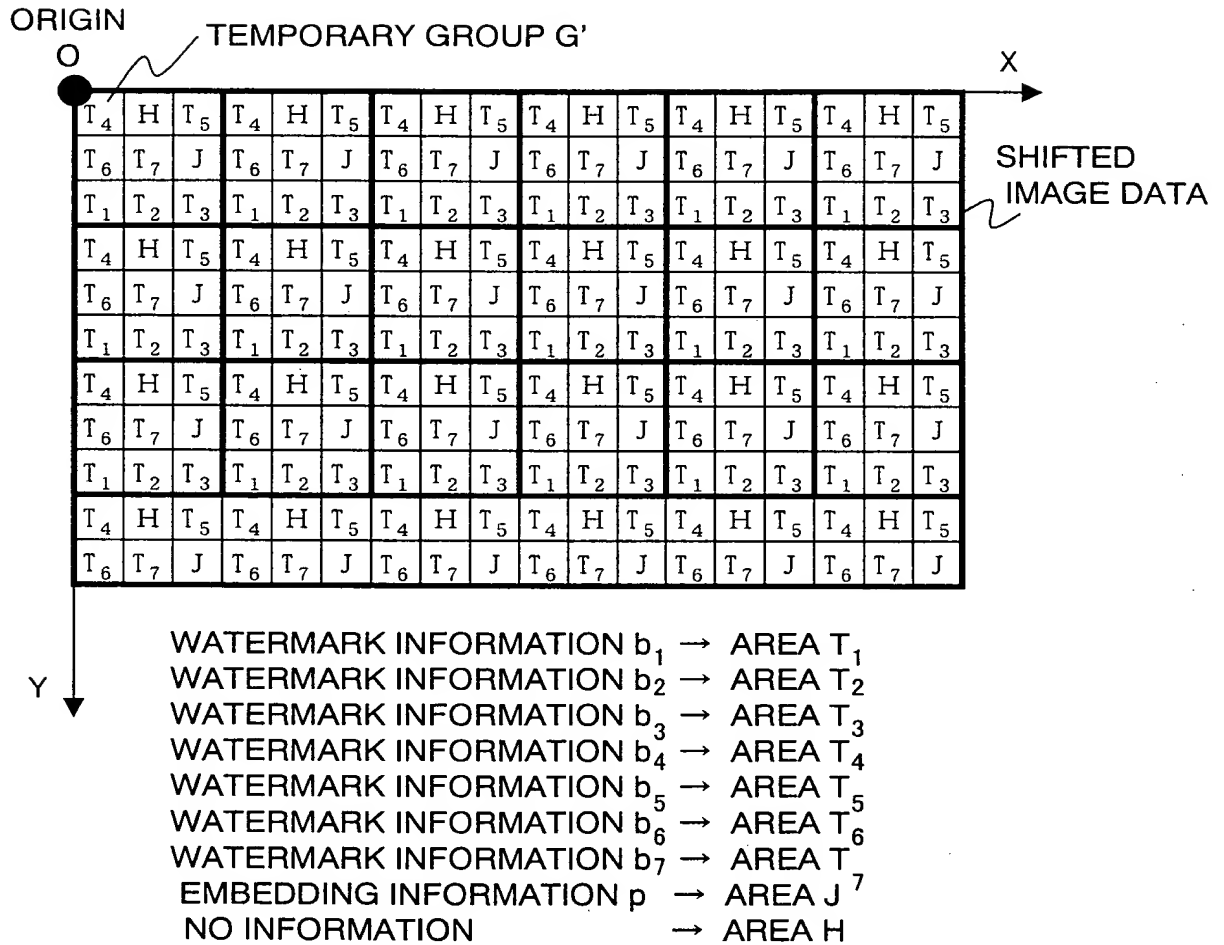 ORIGIN
O
TEMPORARY GROUP G'
X
T4 H T5 T4 H T5 T4 H T5 T4 H T5 T4 H T5 T4 H T5
T6 T7 J T6 T7 J T6 T7 J T6 T7 J T6 T7 J T6 T7 J
T1 T2 T3 T1 T2 T3 T1 T2 T3 T1 T2 T3 T1 T2 T3 T1 T2 T3
T4 H T5 T4 H T5 T4 H T5 T4 H T5 T4 H T5 T4 H T5
T6 T7 J T6 T7 J T6 T7 J T6 T7 J T6 T7 J T6 T7 J
T1 T2 T3 T1 T2 T3 T1 T2 T3 T1 T2 T3 T1 T2 T3 T1 T2 T3
T4 H T5 T4 H T5 T4 H T5 T4 H T5 T4 H T5 T4 H T5
T6 T7 J T6 T7 J T6 T7 J T6 T7 J T6 T7 J T6 T7 J
T1 T2 T3 T1 T2 T3 T1 T2 T3 T1 T2 T3 T1 T2 T3 T1 T2 T3
T4 H T5 T4 H T5 T4 H T5 T4 H T5 T4 H T5 T4 H T5
T6 T7 J T6 T7 J T6 T7 J T6 T7 J T6 T7 J T6 T7 J
SHIFTED
IMAGE DATA
Y
WATERMARK INFORMATION b1 → AREA T1
WATERMARK INFORMATION b2 → AREA T2
WATERMARK INFORMATION b3 → AREA T3
WATERMARK INFORMATION b4 → AREA T4
WATERMARK INFORMATION b5 → AREA T5
WATERMARK INFORMATION b6 → AREA T6
WATERMARK INFORMATION b7 → AREA T7
EMBEDDING INFORMATION p → AREA J
NO INFORMATION → AREA H